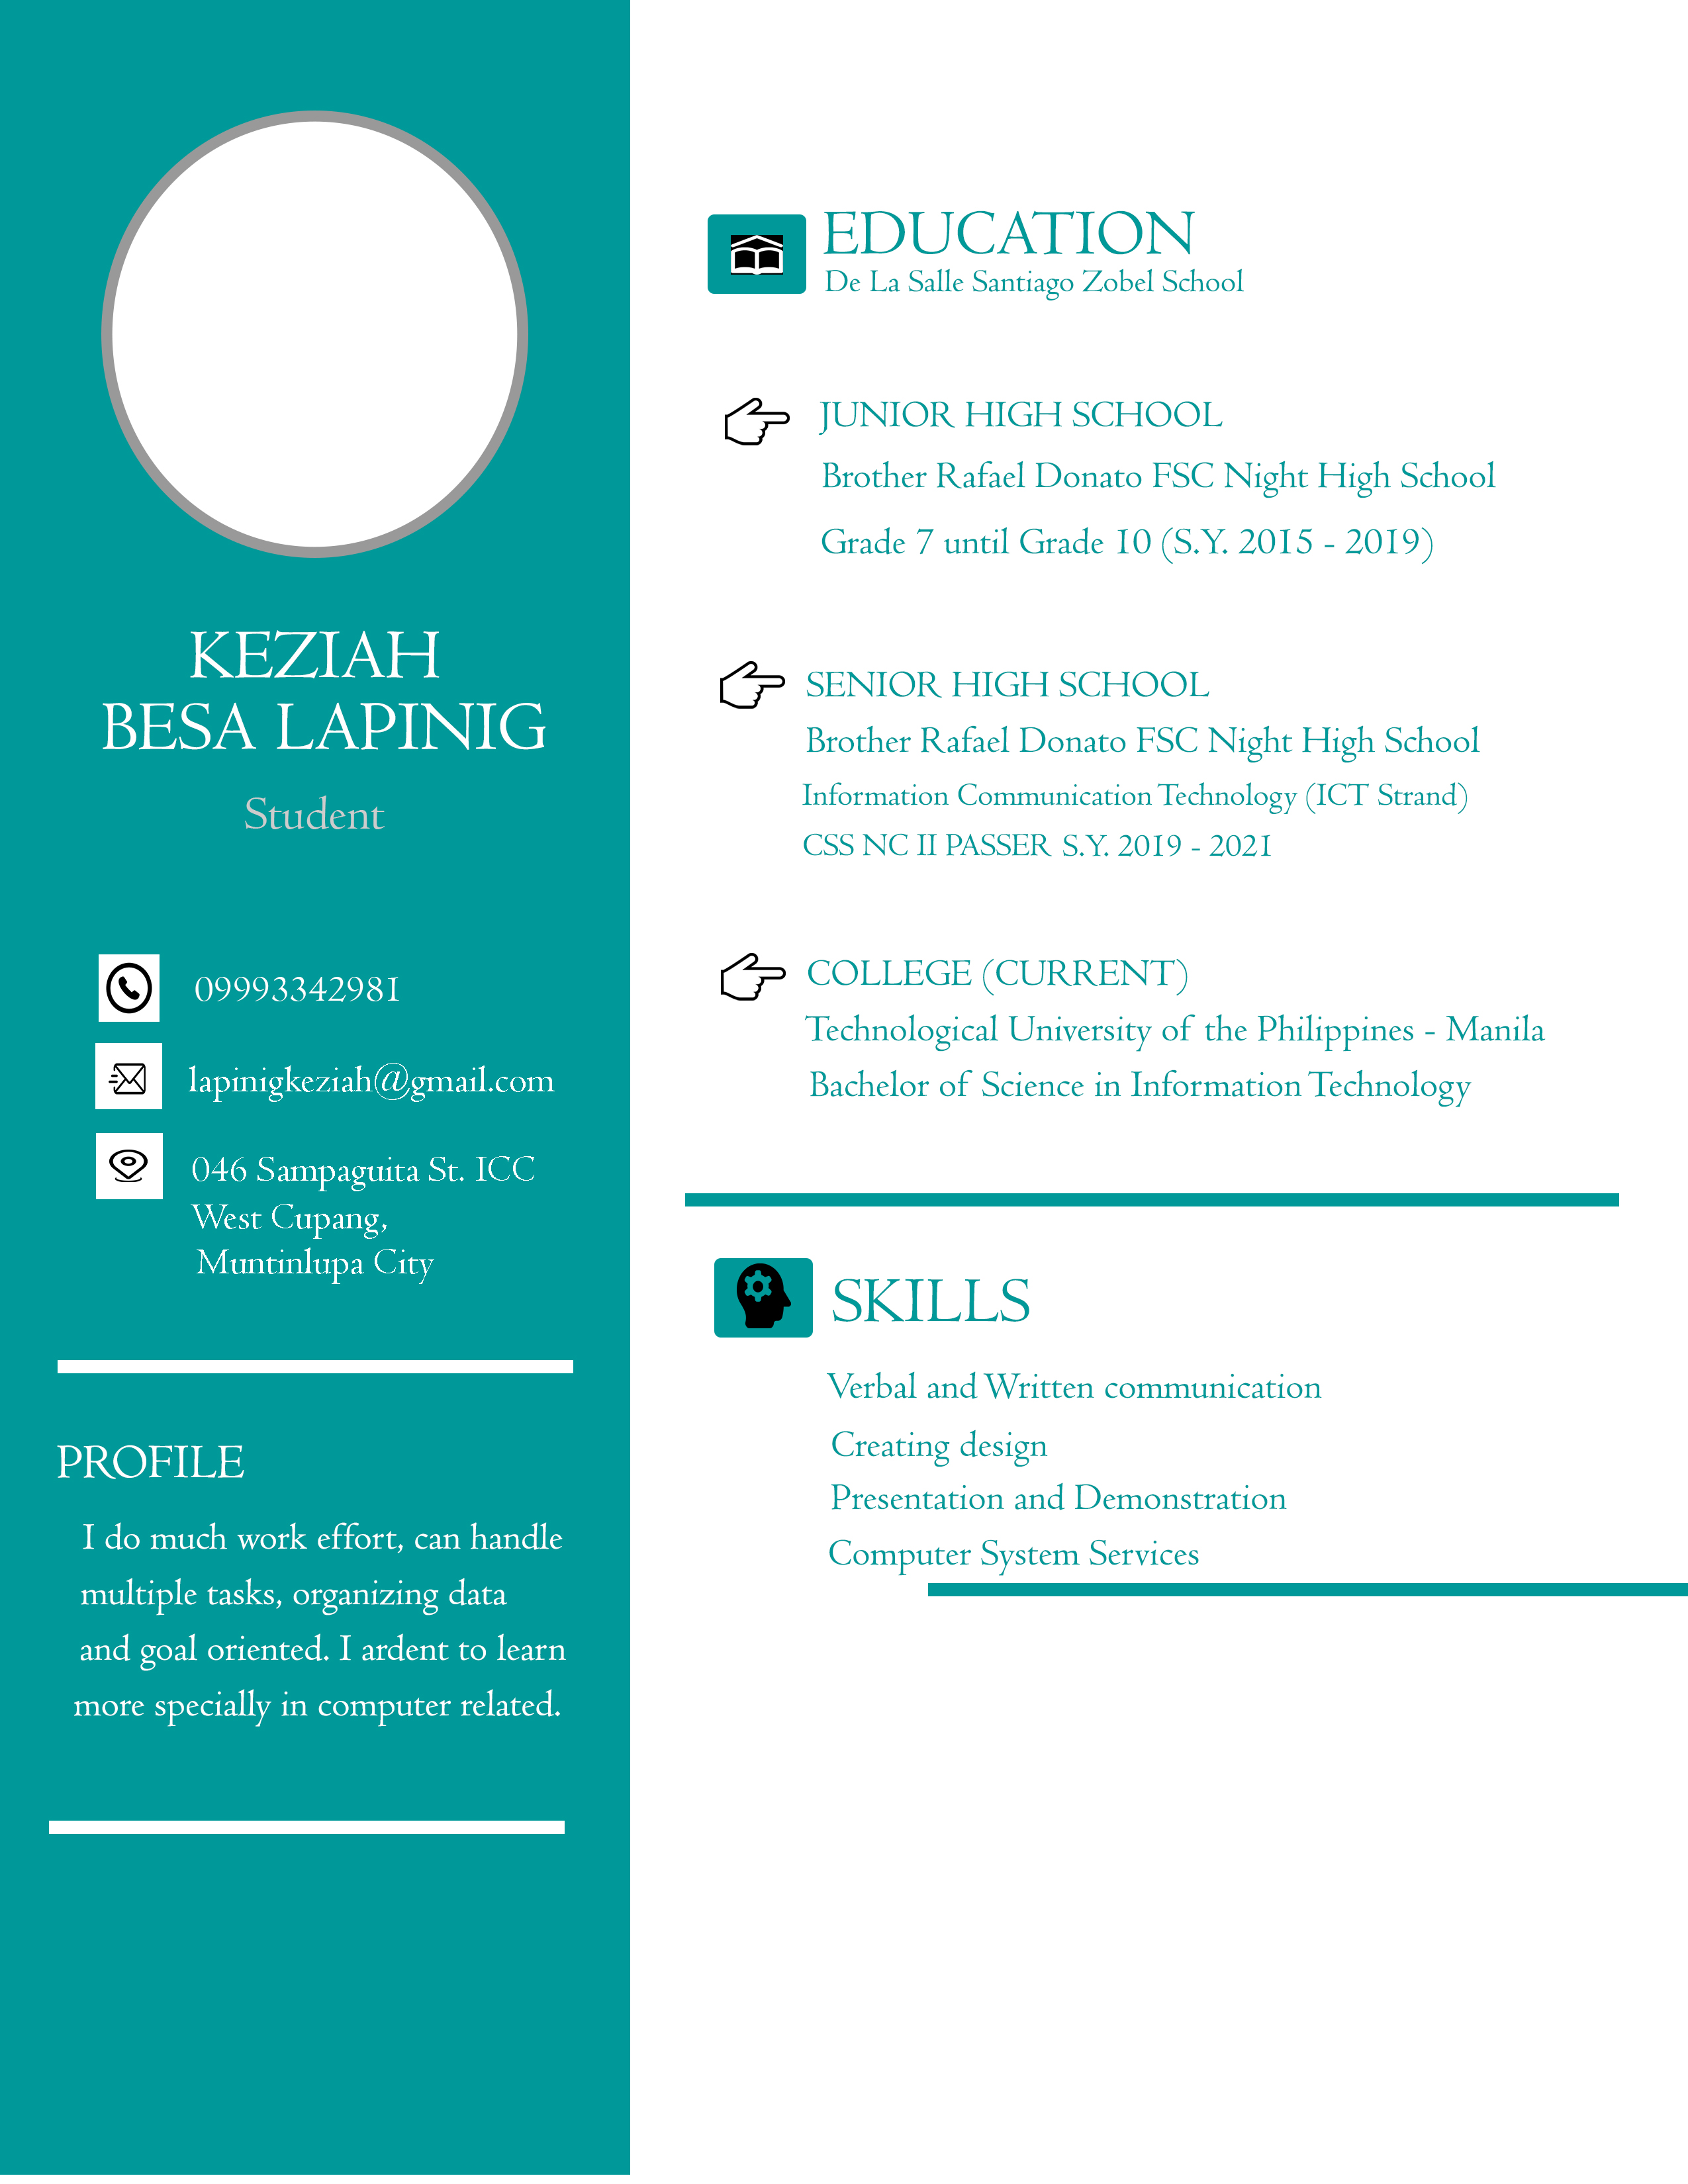 KEZIAH
BESA LAPINIG
Student
09993342981
lapinigkeziah@gmail.com
046 Sampaguita St. ICC
West Cupang,
Muntinlupa City
PROFILE
I do much work effort, can handle
multiple tasks, organizing data
and goal oriented. I ardent to learn
more specially in computer related.
EDUCATION
De La Salle Santiago Zobel School
JUNIOR HIGH SCHOOL
Brother Rafael Donato FSC Night High School
Grade 7 until Grade 10 (S.Y. 2015 - 2019)
SENIOR HIGH SCHOOL
Brother Rafael Donato FSC Night High School
Information Communication Technology (ICT Strand)
CSS NC II PASSER S.Y. 2019 - 2021
COLLEGE (CURRENT)
Technological University of the Philippines - Manila
Bachelor of Science in Information Technology
SKILLS
Verbal and Written communication
Creating design
Presentation and Demonstration
Computer System Services